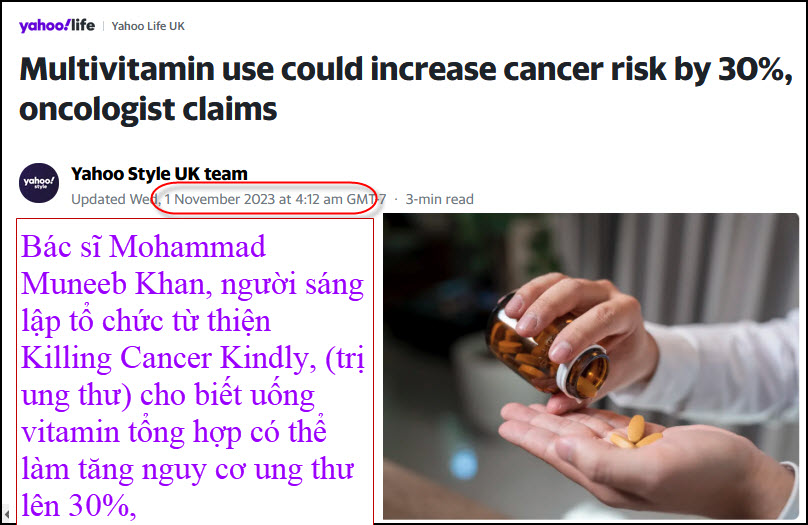 yahoo!life | Yahoo Life UK
Multivitamin use could increase cancer risk by 30%,
oncologist claims
yahoo!
style
Yahoo Style UK team
Updated Wed, 1 November 2023 at 4:12 am GMT-7 · 3-min read
Bác sĩ Mohammad
Muneeb Khan, người sáng
lập tổ chức từ thiện
Killing Cancer Kindly, (trị
ung thư) cho biết uống
vitamin tổng hợp có thể
làm tăng nguy cơ ung thư
lên 30%,